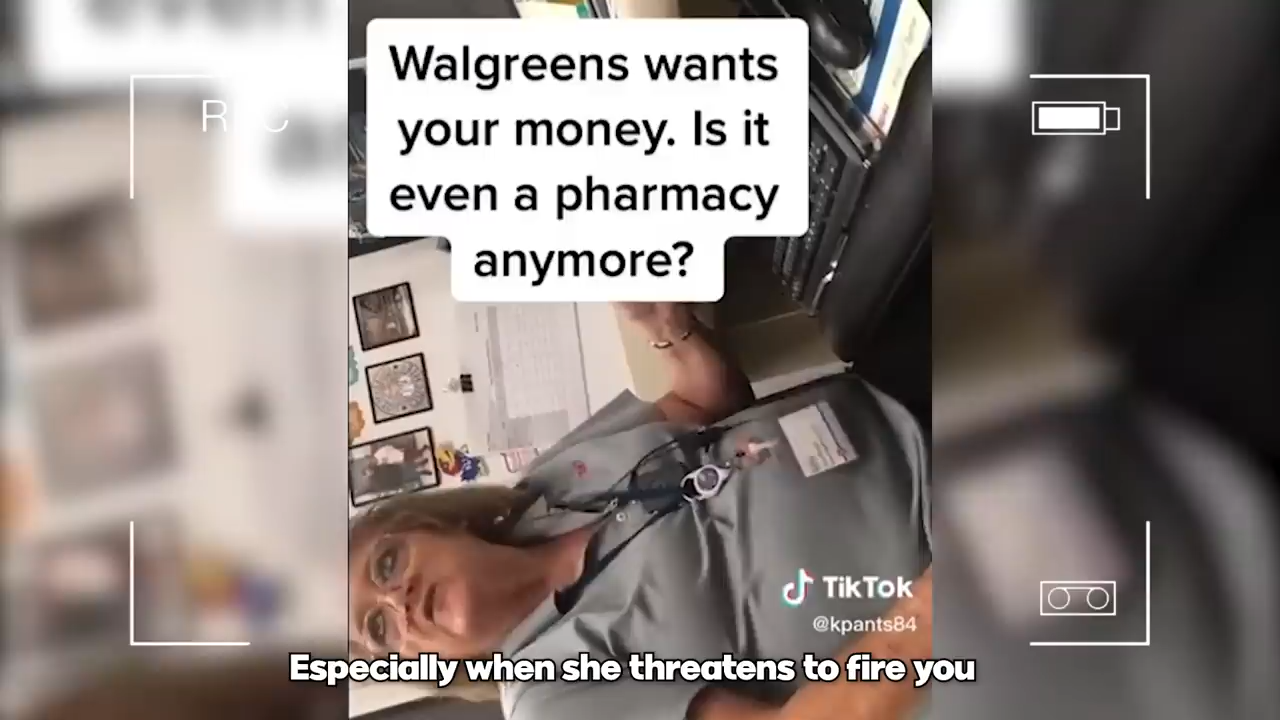 Walgreens wants
your money. Is it
even a pharmacy
anymore?
TikTok
@kpants84
Especially when she threatens to fire you